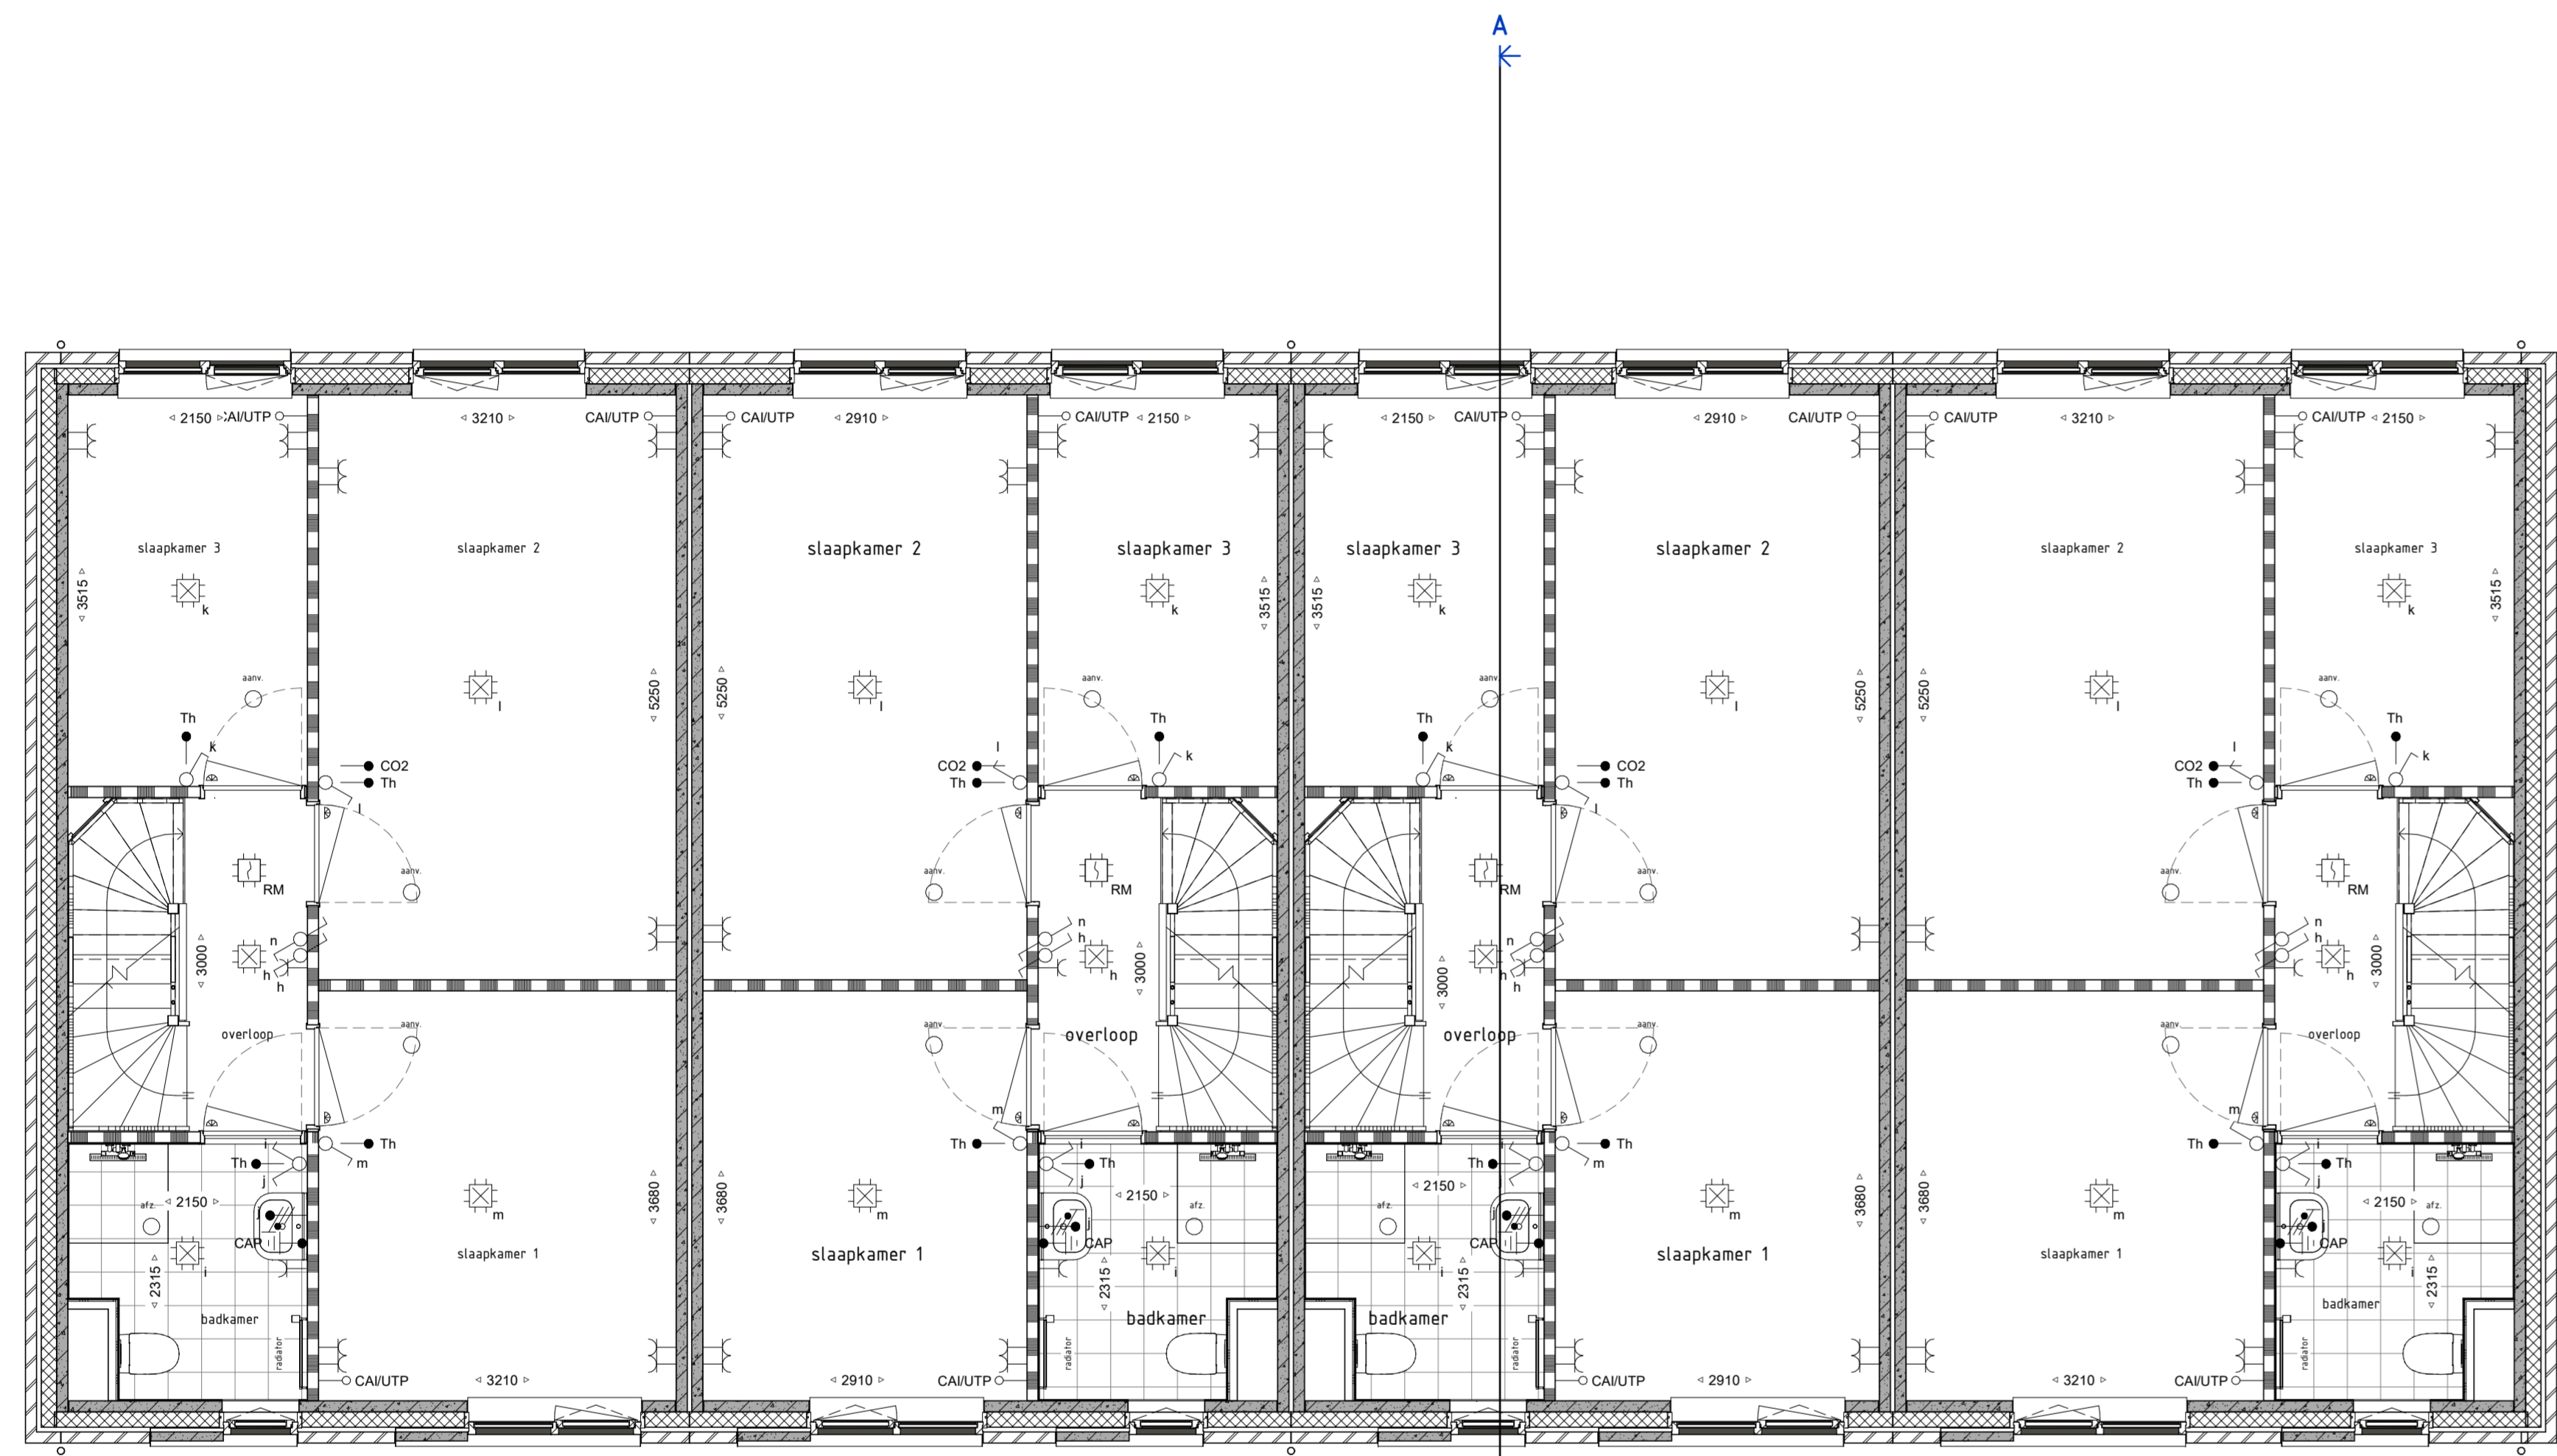 A
2150 CAI/UTP 3210 CAI/UTP CAI/UTP 2910 CAI/UTP 2150 2150 CAI/UTP 2910 CAI/UTP CAI/UTP 3210 CAI/UTP 2150
slaapkamer 3 slaapkamer 2 slaapkamer 2 slaapkamer 3 slaapkamer 3 slaapkamer 2 slaapkamer 2 slaapkamer 3
3515 k k 3515 3515 k k 3515
aanv. aanv. aanv. aanv.
5250 l 5250 l l 5250 5250 l
Th Th Th Th
k l k k l k
CO2 CO2 CO2 CO2
Th Th Th Th
l l
aanv. aanv. aanv. aanv.
RM RM RM RM
n n n n
h h h h
3000 h h 3000 3000 h h 3000
h h
overloop aanv. aanv. overloop overloop aanv. aanv. overloop
m m
i Th Th i i Th Th i
Th m Th Th m Th
j j j j
2150 3680 3680 2150 2150 3680 3680 2150
afz. j m m j afz. afz. j m m j afz.
CAP CAP CAP CAP
slaapkamer 1 slaapkamer 1 slaapkamer 1 slaapkamer 1
2315 i i 2315 i 2315 i 2315
badkamer badkamer badkamer badkamer
radiator radiator radiator radiator
CAI/UTP 3210 2910 CAI/UTP CAI/UTP 2910 3210 CAI/UTP